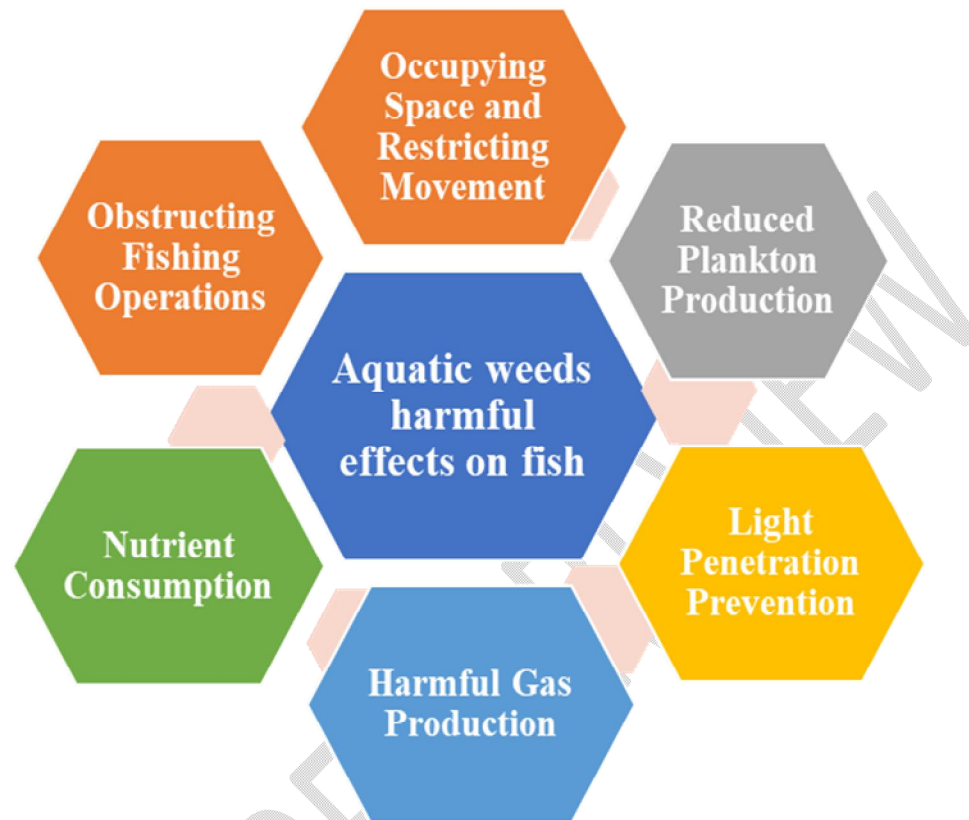 Occupying
Space and
Restricting
Movement
Reduced
Plankton
Production
Light
Penetration
Prevention
Harmful Gas
Production
Nutrient
Consumption
Obstructing
Fishing
Operations
Aquatic weeds
harmful
effects on fish